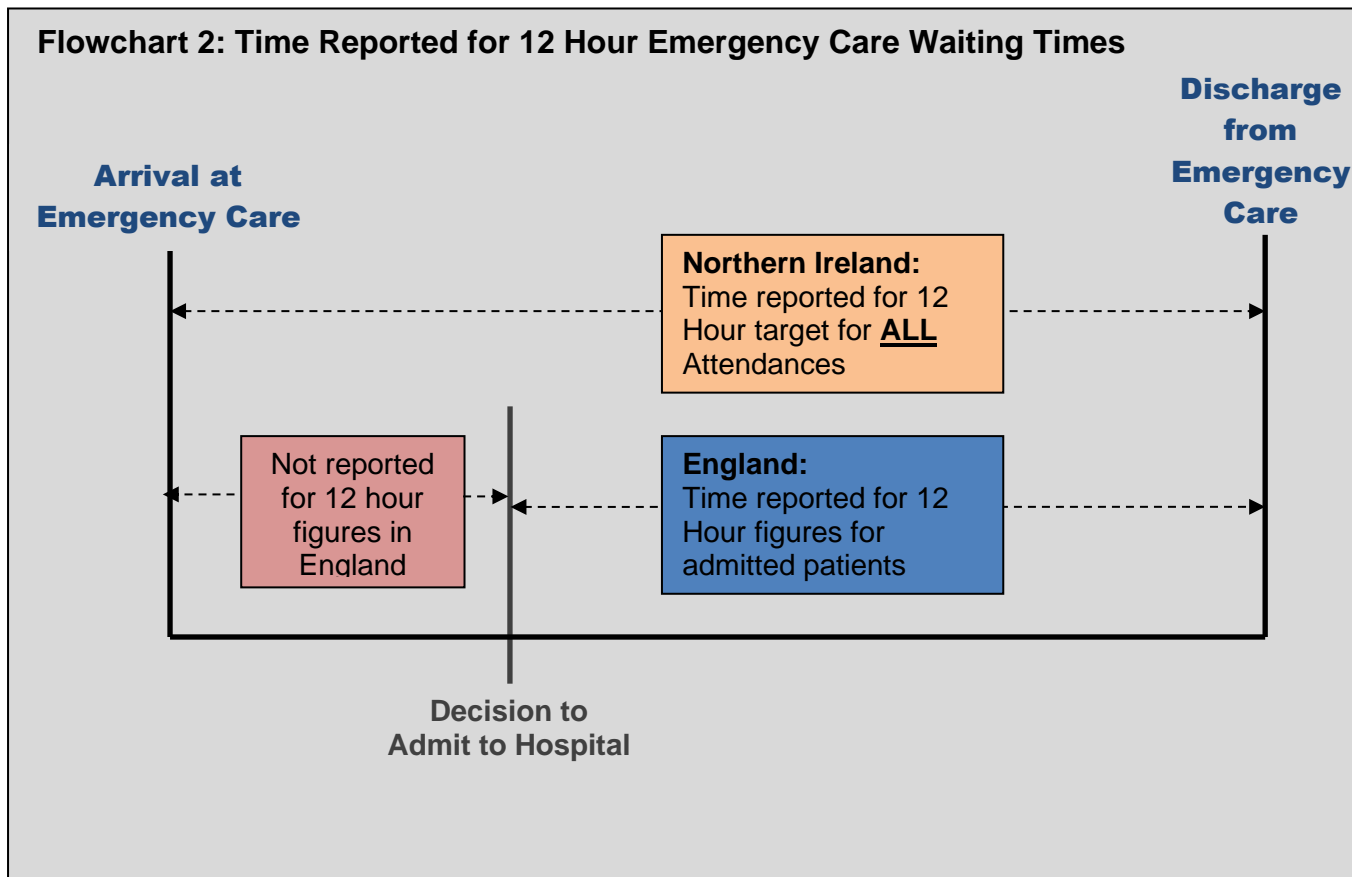 Flowchart 2: Time Reported for 12 Hour Emergency Care Waiting Times
Discharge
from
Emergency
Care
Arrival at
Emergency Care
Northern Ireland:
Time reported for 12
Hour target for ALL
Attendances
Not reported
for 12 hour
figures in
England
England:
Time reported for 12
Hour figures for
admitted patients
Decision to
Admit to Hospital